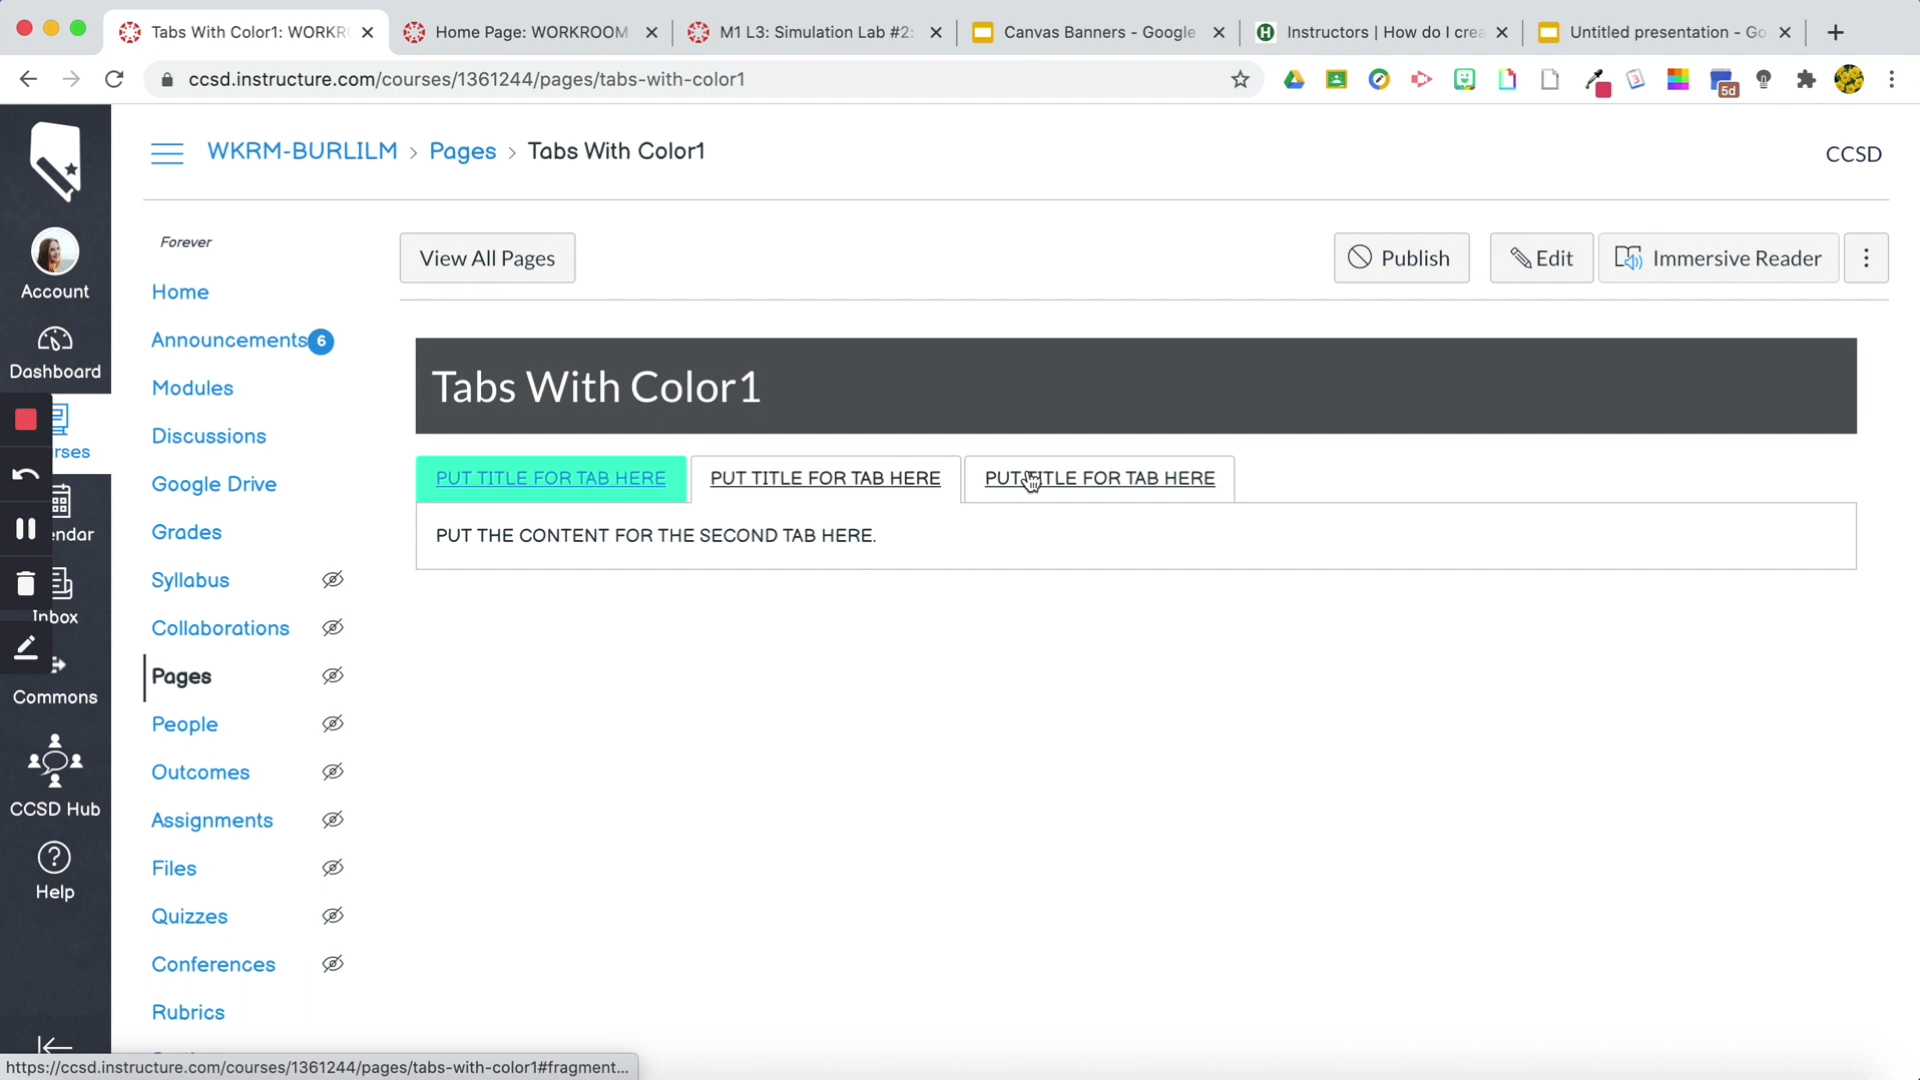 Tabs With Color1: WORKR
Home Page: WORKROOM
M1 L3: Simulation Lab #2:
Canvas Banners - Google
Instructors | How do I crea
Untitled presentation - Go
ccsd.instructure.com/courses/1361244/pages/tabs-with-color1
5d
WKRM-BURLILM > Pages > Tabs With Color1
CCSD
Account
Dashboard
rses
endar
Inbox
Commons
CCSD Hub
Help
Forever
Home
Announcements 6
Modules
Discussions
Google Drive
Grades
Syllabus
Collaborations
Pages
People
Outcomes
Assignments
Files
Quizzes
Conferences
Rubrics
View All Pages
Publish
Edit
Immersive Reader
Tabs With Color1
PUT TITLE FOR TAB HERE
PUT TITLE FOR TAB HERE
PUT TITLE FOR TAB HERE
PUT THE CONTENT FOR THE SECOND TAB HERE.
https://ccsd.instructure.com/courses/1361244/pages/tabs-with-color1#fragment...